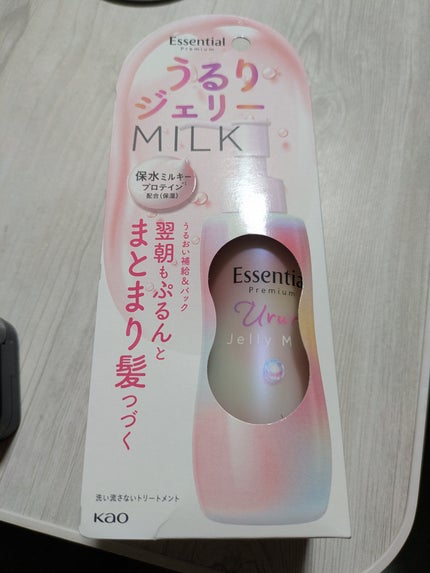 Essential
Premium
うるり
ジェリー
MILK
保水ミルキー
プロテイン
配合(保湿)
うるおい補給&パック
翌朝もぷるんと
まとまり髪つづく
Essentia
Premium
Urur
Jelly M
洗い流さないトリートメント
Kao